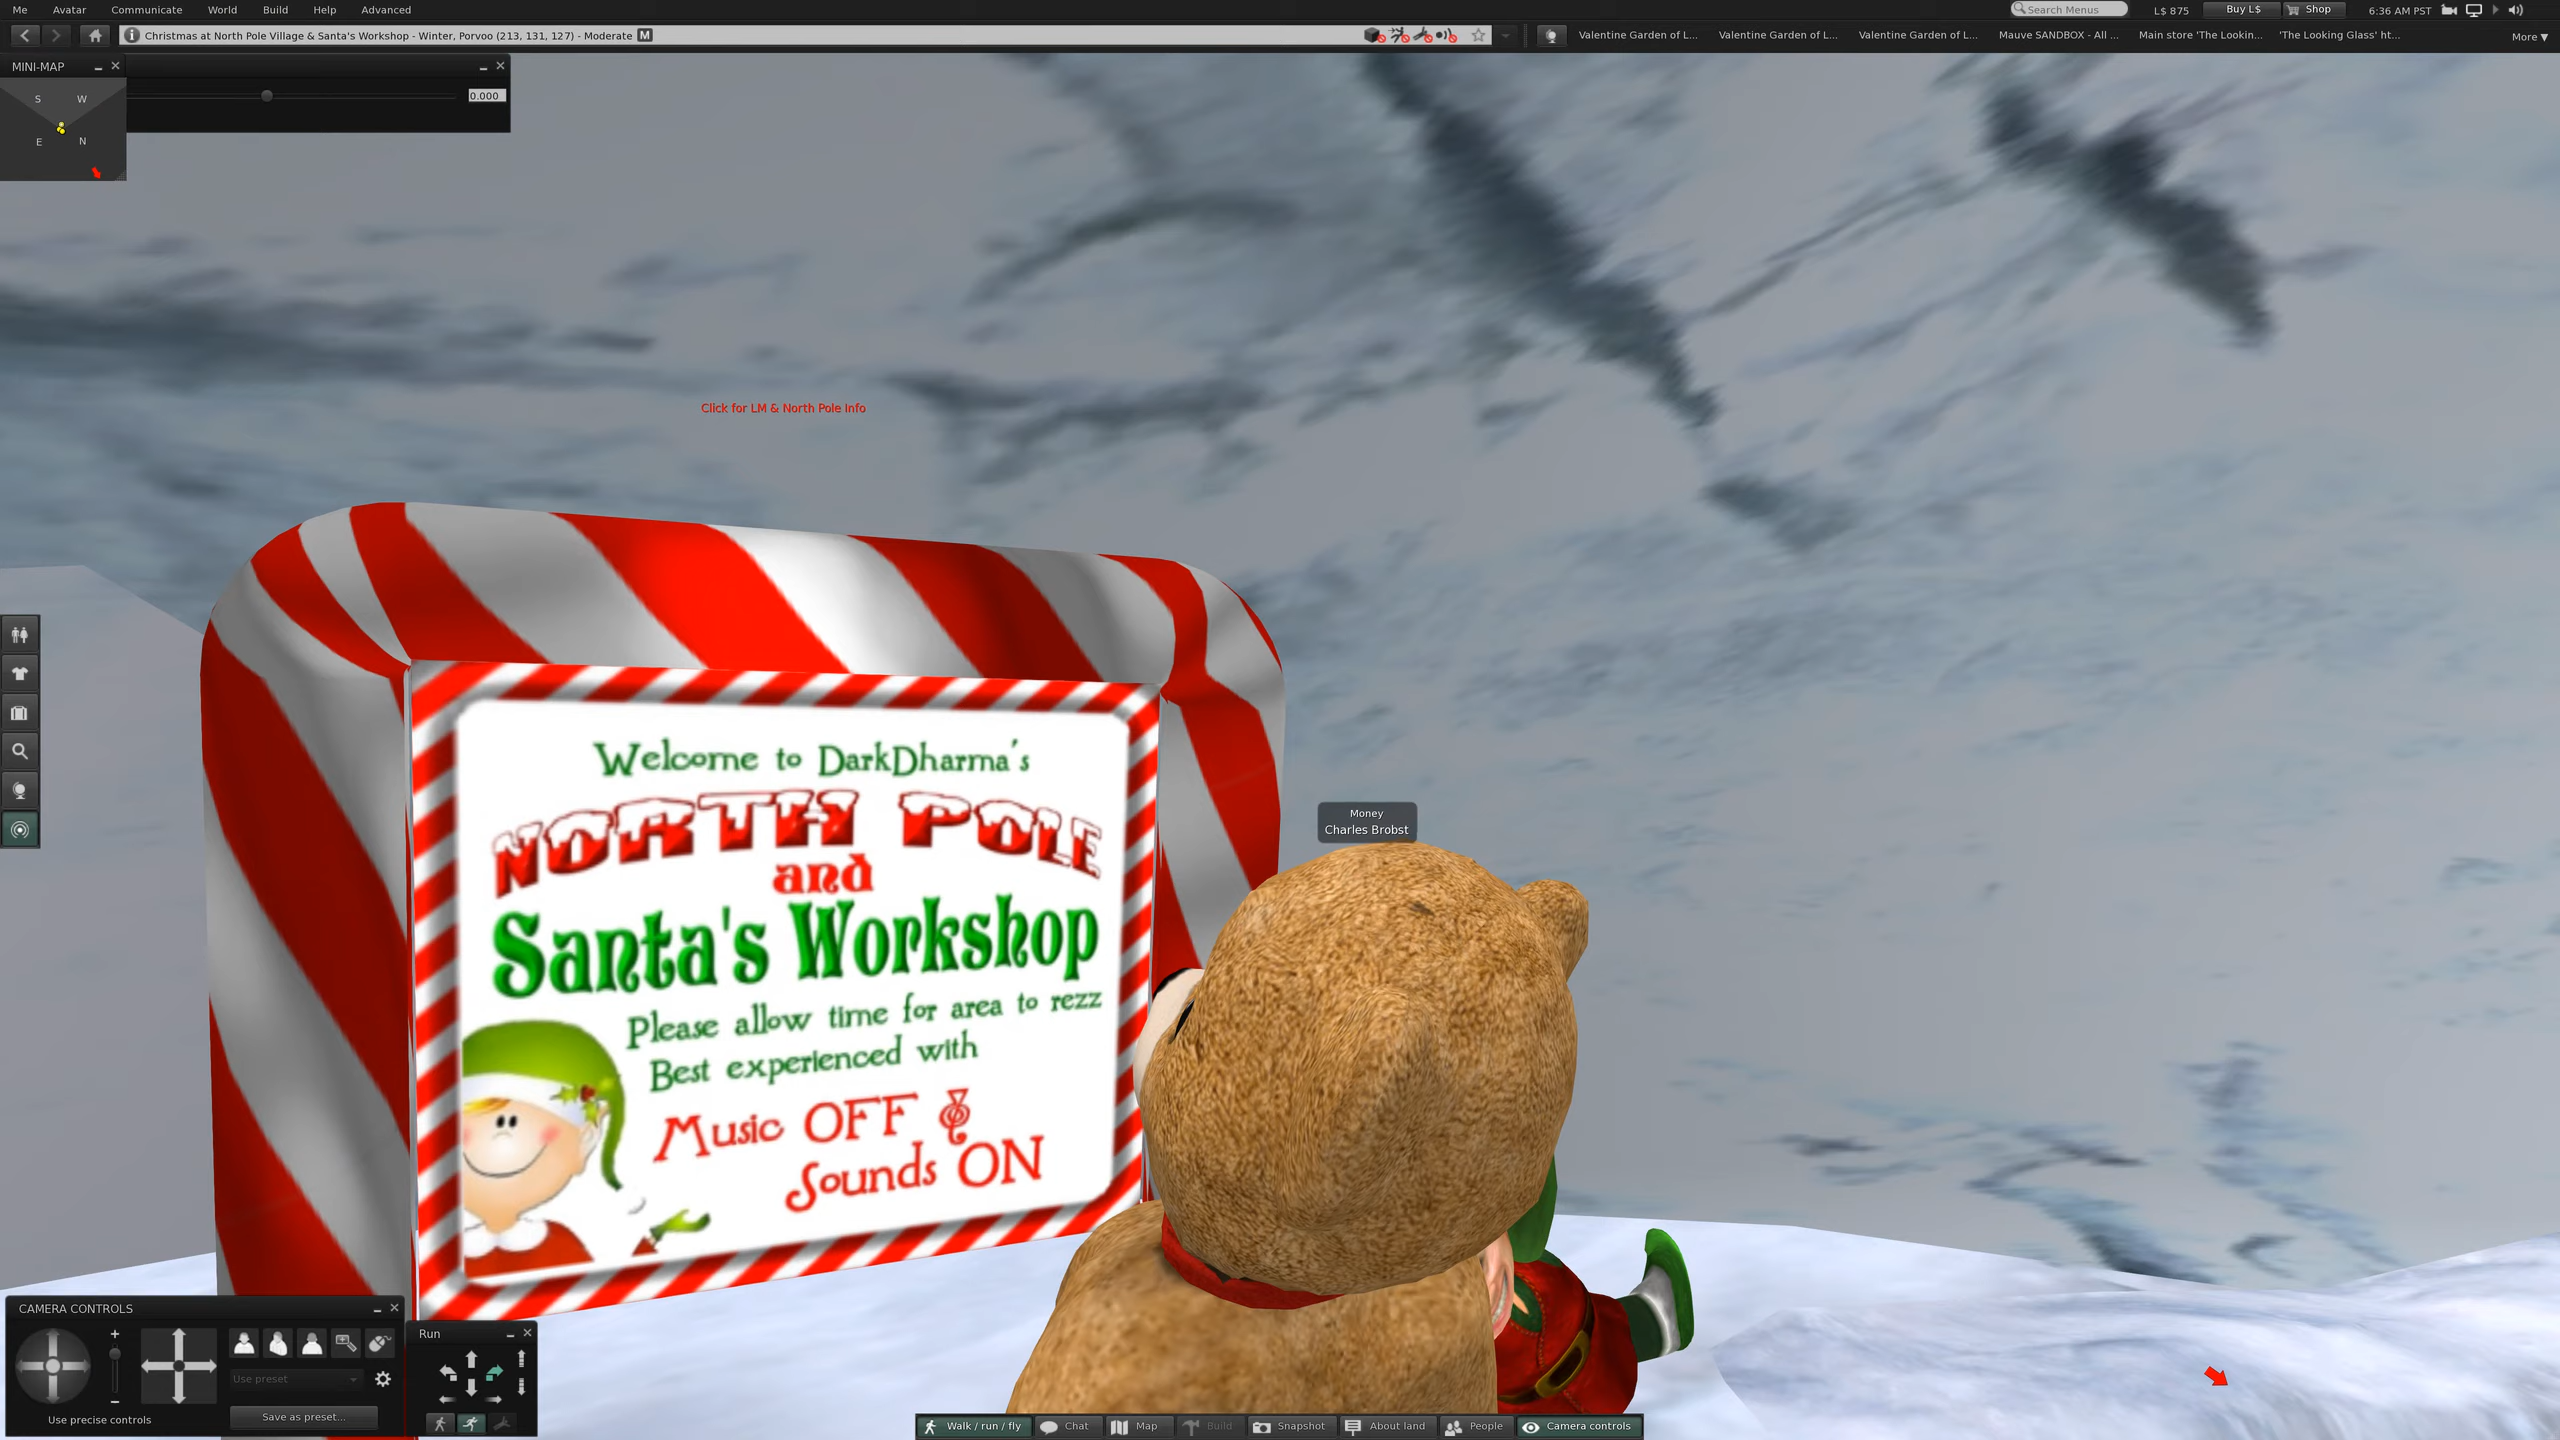 Me Avatar Communicate World Build Help Advanced
Search Menus
L$ 875 Buy L$ Shop 6:36 AM PST
Christmas at North Pole Village & Santa's Workshop - Winter, Porvoo (213, 131, 127) - Moderate M
Valentine Garden of L... Valentine Garden of L... Valentine Garden of L... Mauve SANDBOX - All ... Main store 'The Lookin... 'The Looking Glass' ht... More
MINI-MAP
S W
E N
0.000
Click for LM & North Pole Info
Welcome to DarkDharma's
NORTH POLE
and
Santa's Workshop
Please allow time for area to rezz
Best experienced with
Music OFF &
Sounds ON
Money
Charles Brobst
CAMERA CONTROLS
Use preset
Use precise controls
Save as preset...
Run
Walk / run / fly Chat Map Build Snapshot About land People Camera controls